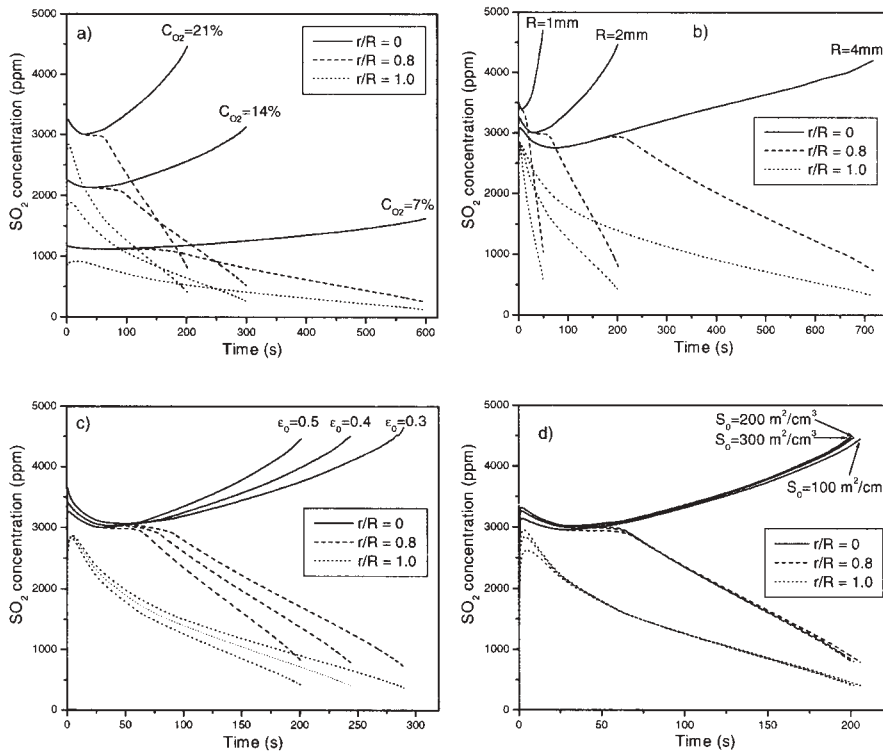 a)
C_O2=21%
C_O2=14%
C_O2=7%
r/R = 0
r/R = 0.8
r/R = 1.0
SO₂ concentration (ppm)
5000
4000
3000
2000
1000
0
0 100 200 300 400 500 600
Time (s)
b)
R=1mm
R=2mm
R=4mm
r/R = 0
r/R = 0.8
r/R = 1.0
SO₂ concentration (ppm)
5000
4000
3000
2000
1000
0
0 100 200 300 400 500 600 700
Time (s)
c)
ε₀=0.5
ε₀=0.4
ε₀=0.3
r/R = 0
r/R = 0.8
r/R = 1.0
SO₂ concentration (ppm)
5000
4000
3000
2000
1000
0
0 50 100 150 200 250 300
Time (s)
d)
S₀=200 m²/cm³
S₀=300 m²/cm³
S₀=100 m²/cm
r/R = 0
r/R = 0.8
r/R = 1.0
SO₂ concentration (ppm)
5000
4000
3000
2000
1000
0
0 50 100 150 200
Time (s)